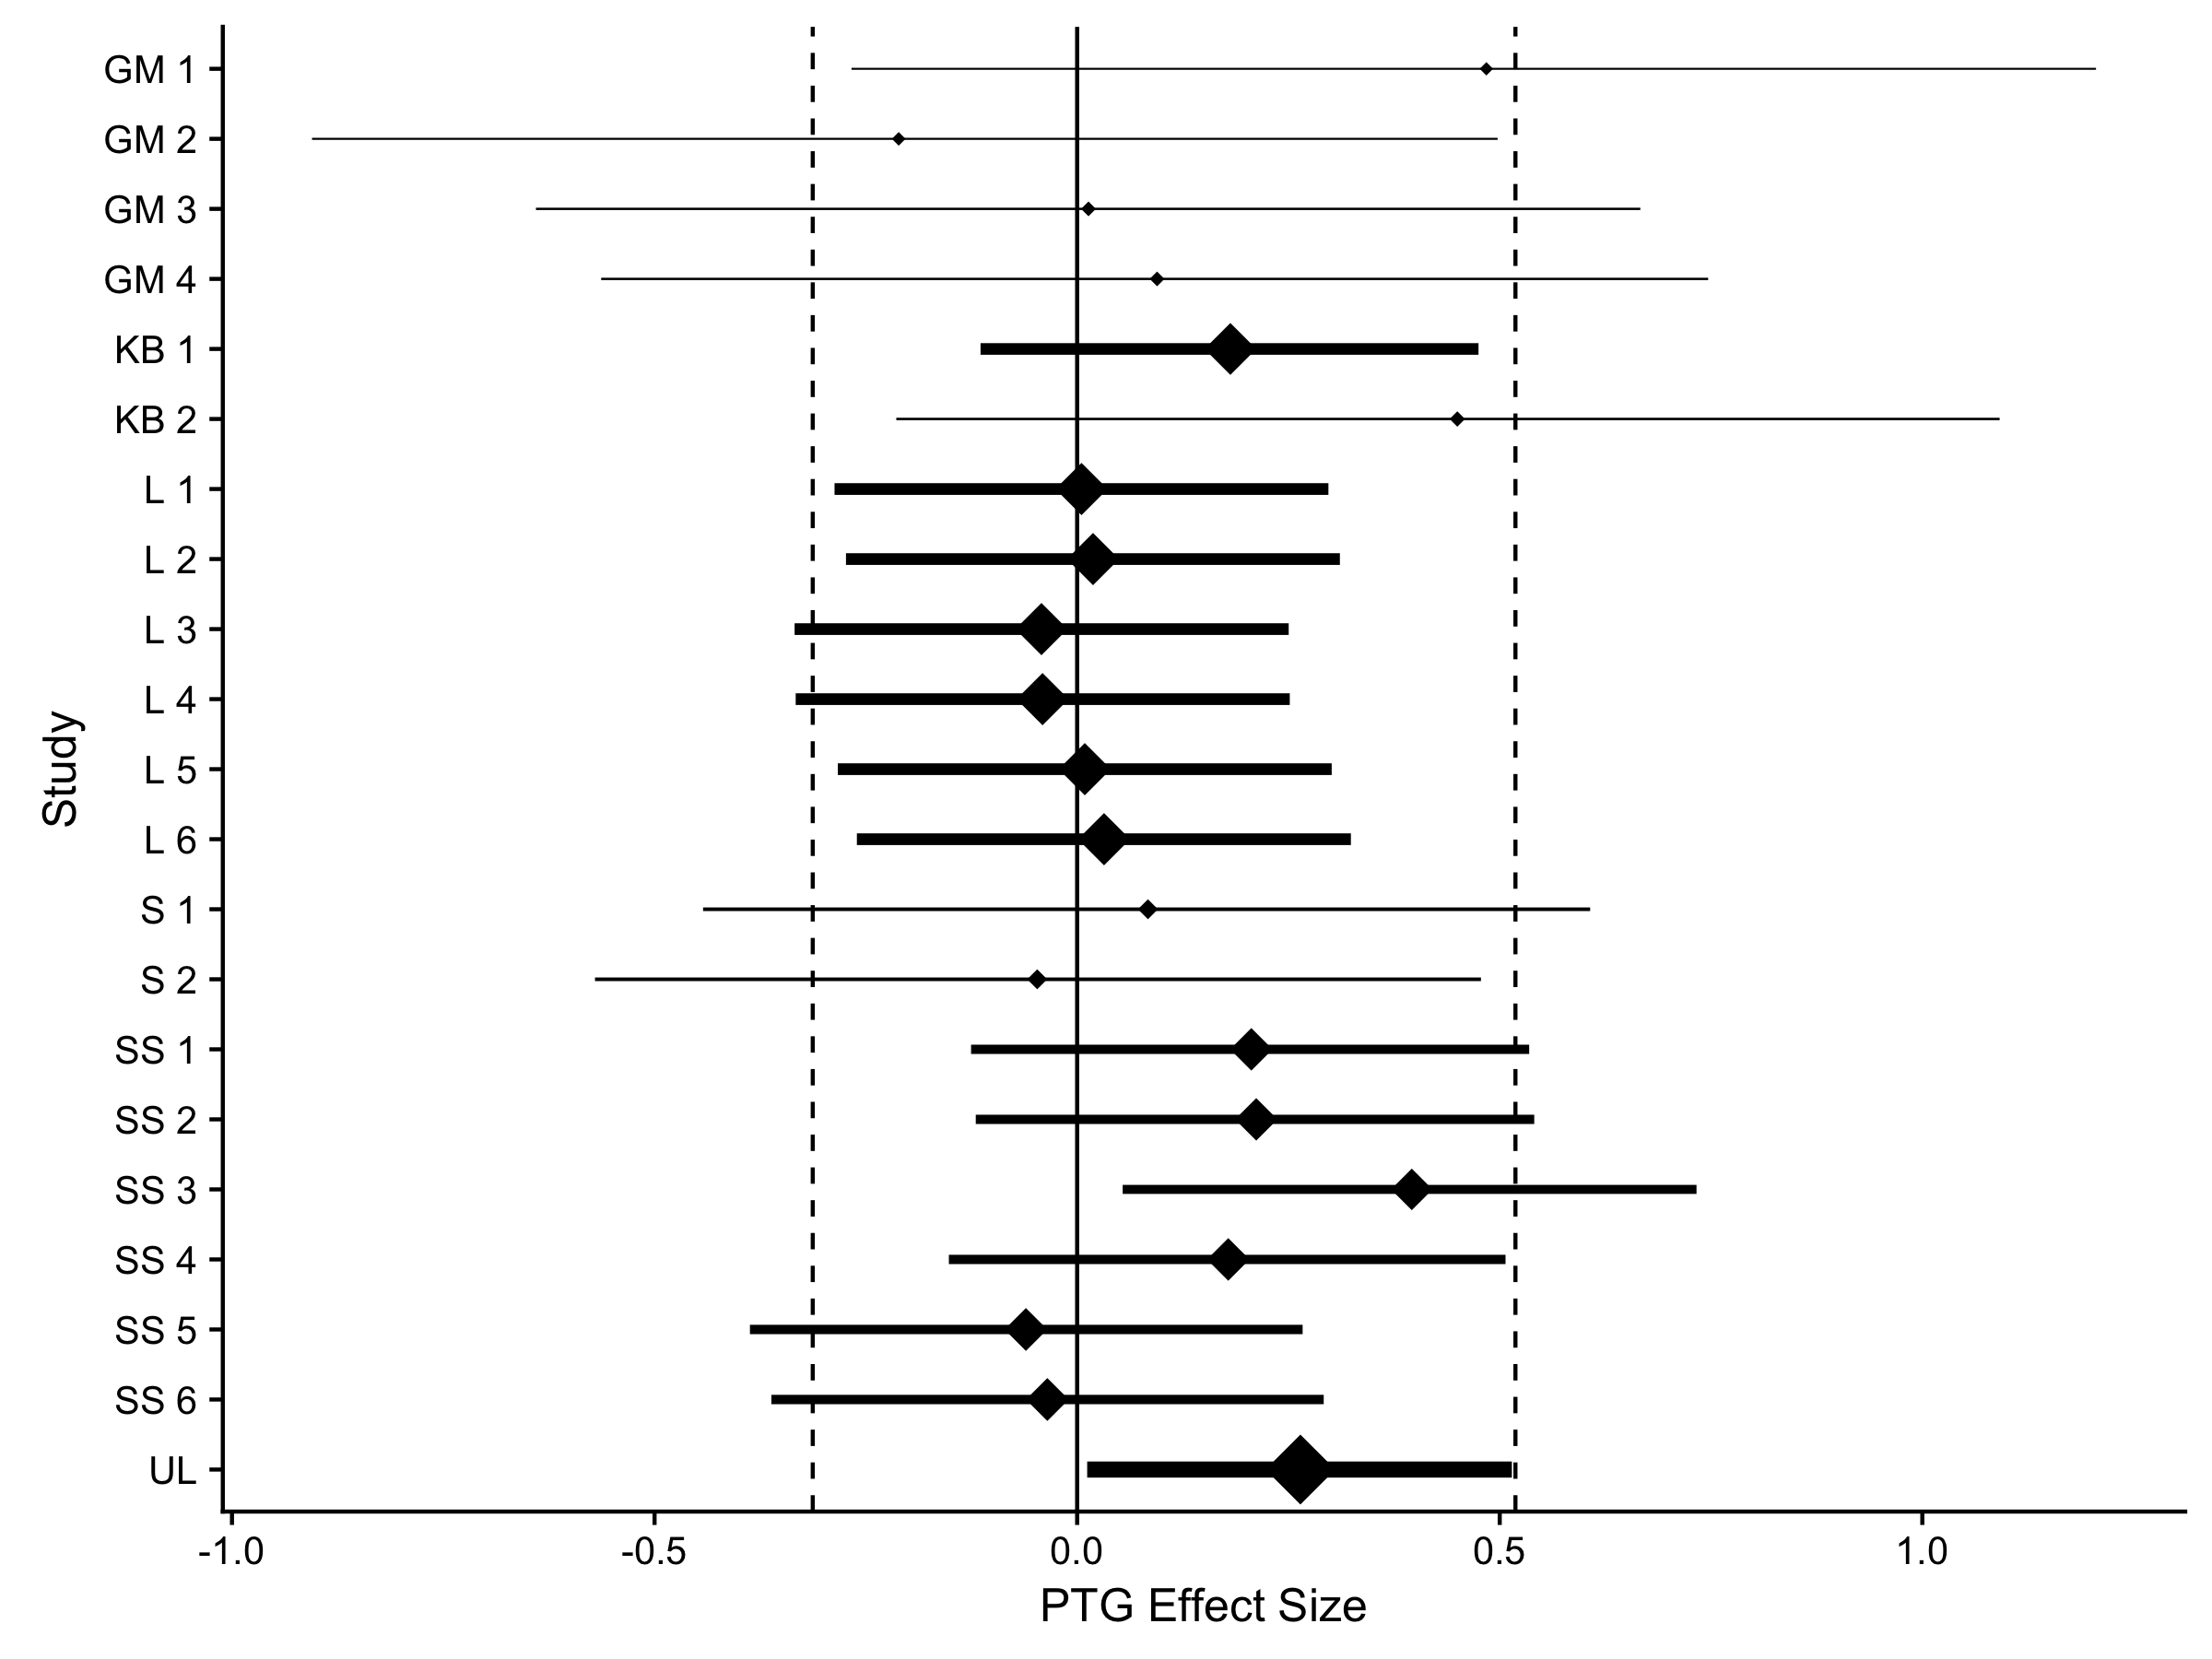 GM 1
GM 2
GM 3
GM 4
KB 1
KB 2
L 1
L 2
L 3
L 4
L 5
L 6
S 1
S 2
SS 1
SS 2
SS 3
SS 4
SS 5
SS 6
UL
Study
-1.0 -0.5 0.0 0.5 1.0
PTG Effect Size